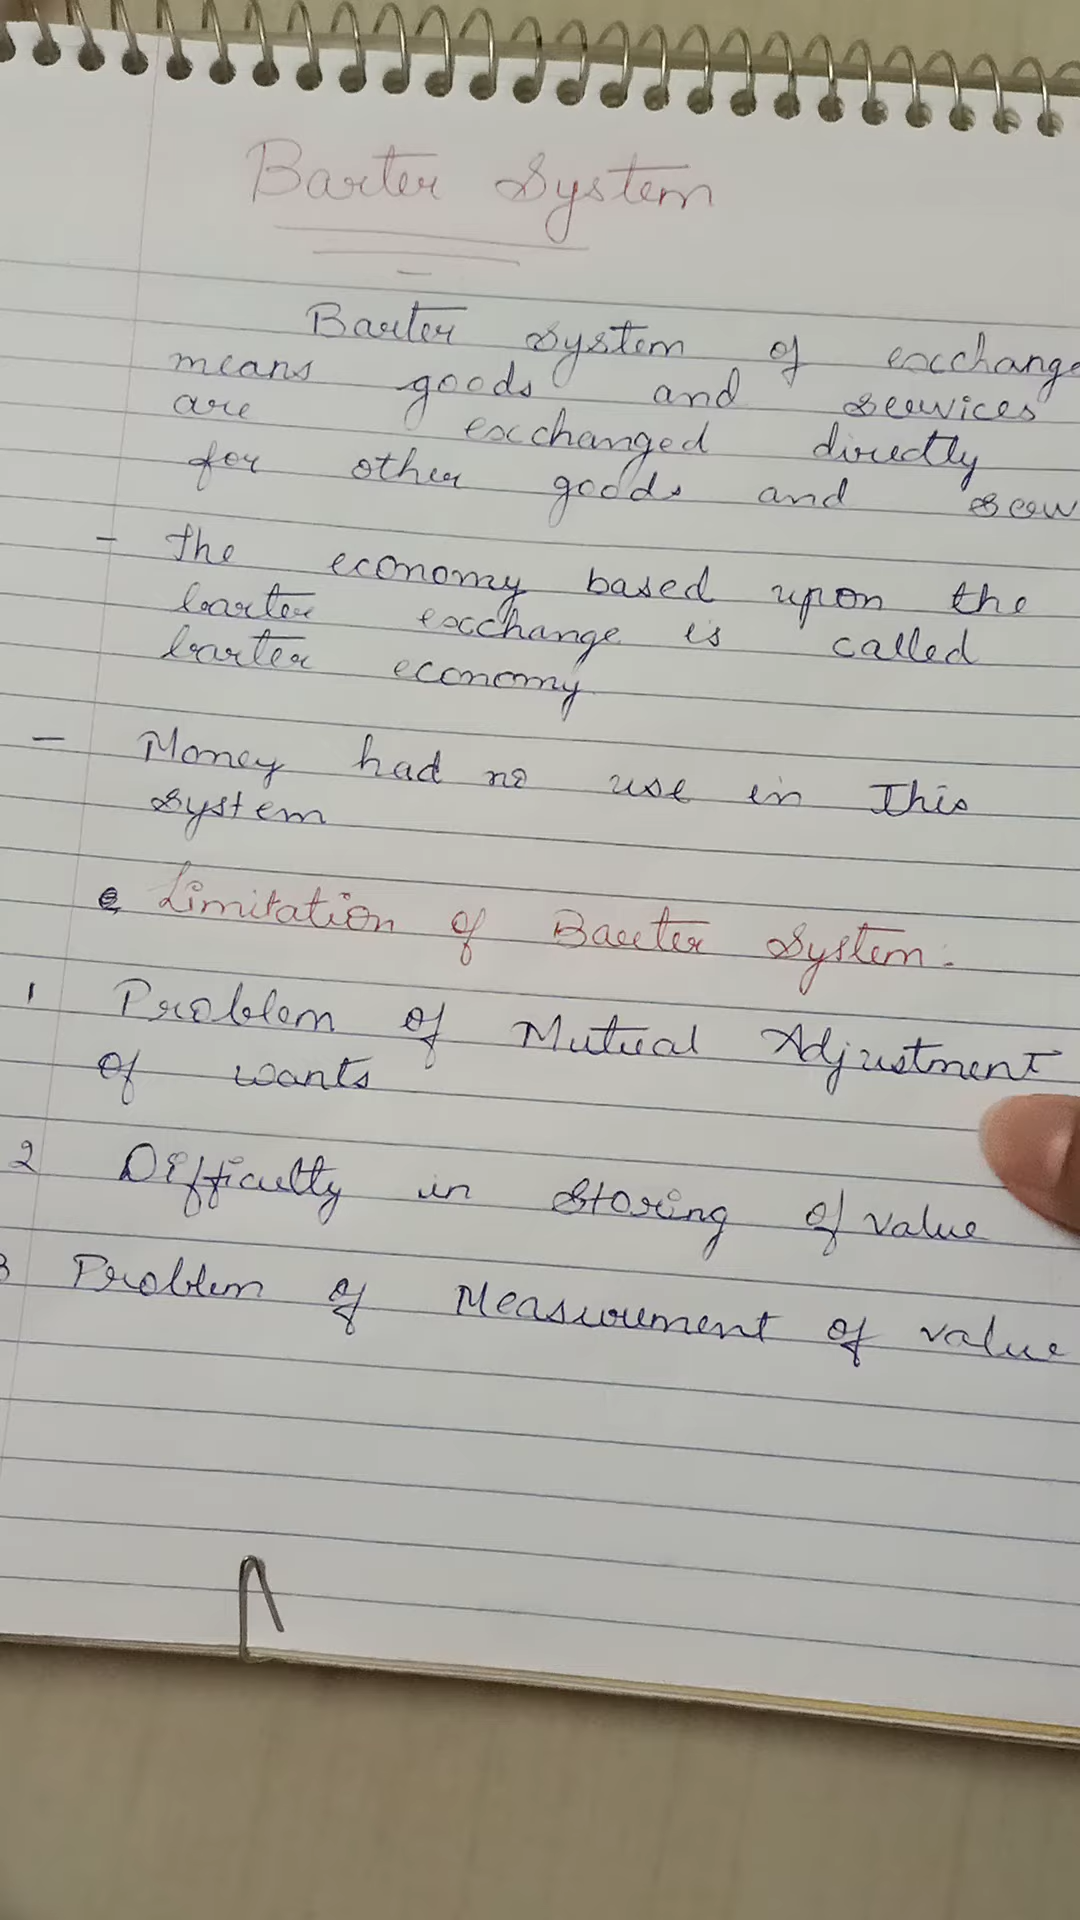 Barter System
Barter system of exchange
means goods and services
are exchanged directly
for other goods and
- The economy based upon the
barter exchange is called
barter economy
- Money had no use in This
system
Limitation of Barter System:
1 Problem of Mutual Adjustment
of wants
2 Difficulty in Storing of value
3 Problem of Measurement of value